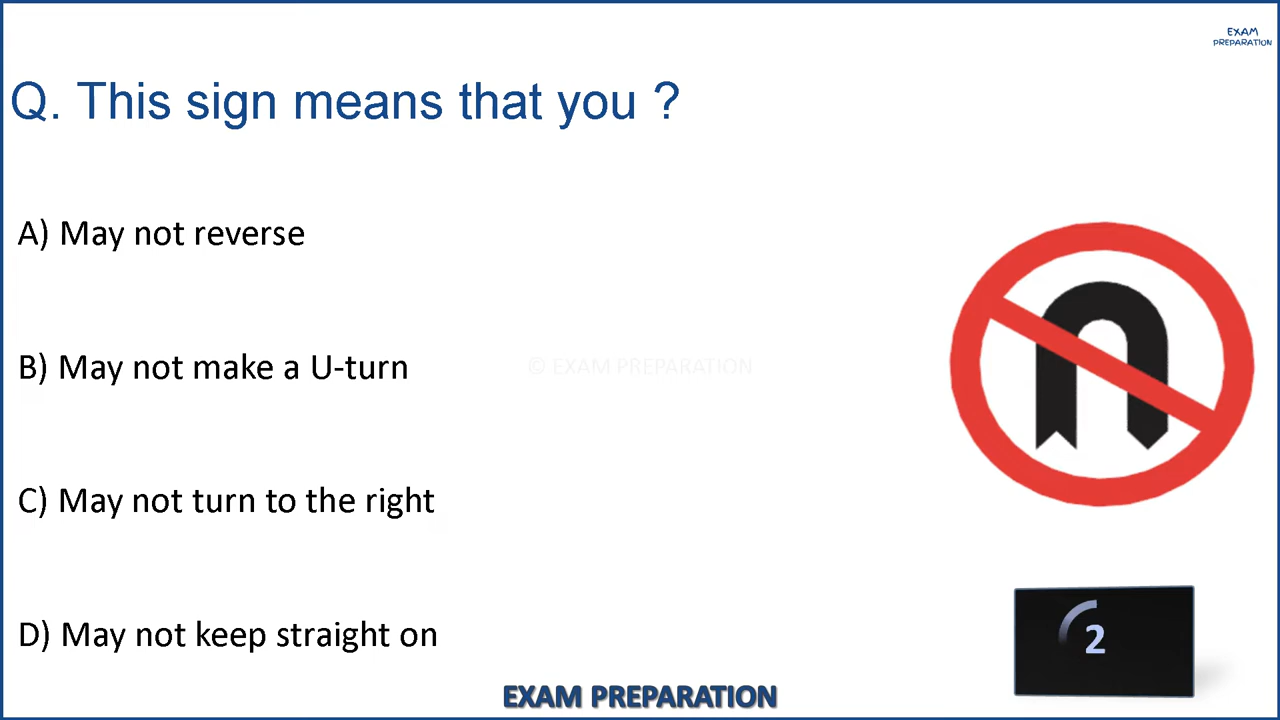 EXAM
PREPARATION
Q. This sign means that you ?
A) May not reverse
B) May not make a U-turn
© EXAM PREPARATION
C) May not turn to the right
D) May not keep straight on
2
EXAM PREPARATION